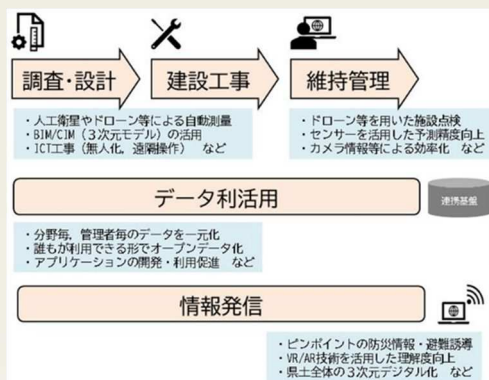 調査・設計
建設工事
維持管理
・人工衛星やドローン等による自動測量
・BIM/CIM(3次元モデル)の活用
・ICT工事(無人化，遠隔操作) など
・ドローン等を用いた施設点検
・センサーを活用した予測精度向上
・カメラ情報等による効率化 など
データ利活用
連携基盤
・分野毎，管理者毎のデータを一元化
・誰もが利用できる形でオープンデータ化
・アプリケーションの開発・利用促進 など
情報発信
・ピンポイントの防災情報・避難誘導
・VR/AR技術を活用した理解度向上
・県土全体の3次元デジタル化 など